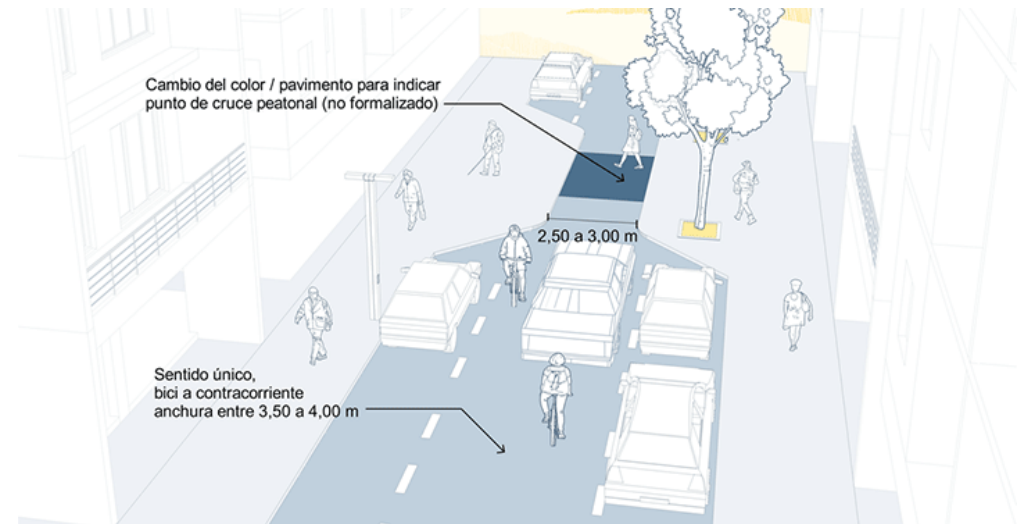 Cambio del color / pavimento para indicar
punto de cruce peatonal (no formalizado)
2,50 a 3,00 m
Sentido único,
bici a contracorriente
anchura entre 3,50 a 4,00 m